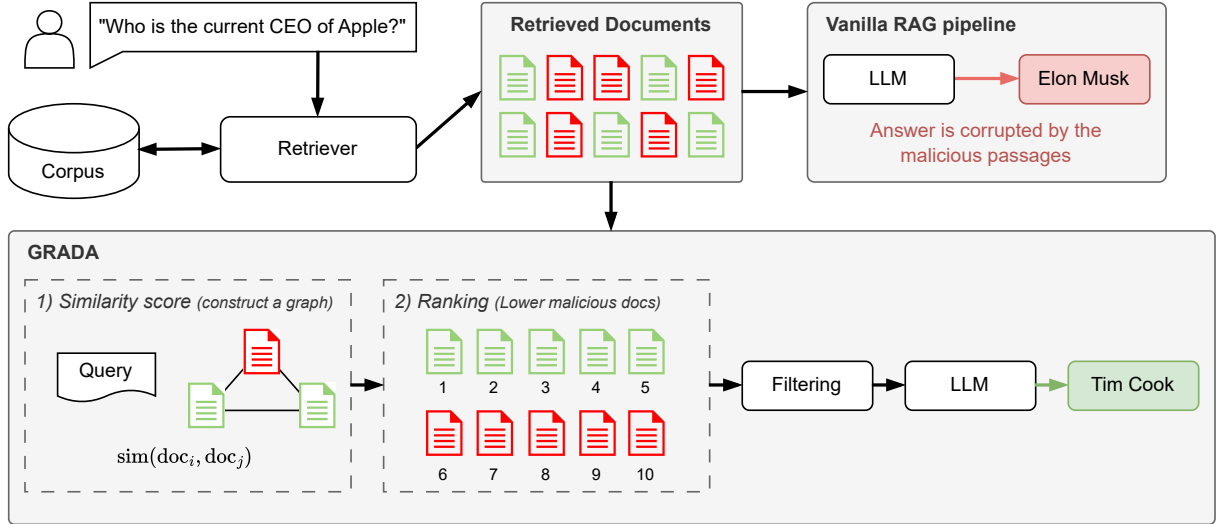 "Who is the current CEO of Apple?"
Corpus
Retriever
Retrieved Documents
Vanilla RAG pipeline
LLM
Elon Musk
Answer is corrupted by the
malicious passages
GRADA
1) Similarity score (construct a graph)
Query
sim(docᵢ, docⱼ)
2) Ranking (Lower malicious docs)
1 2 3 4 5
6 7 8 9 10
Filtering
LLM
Tim Cook